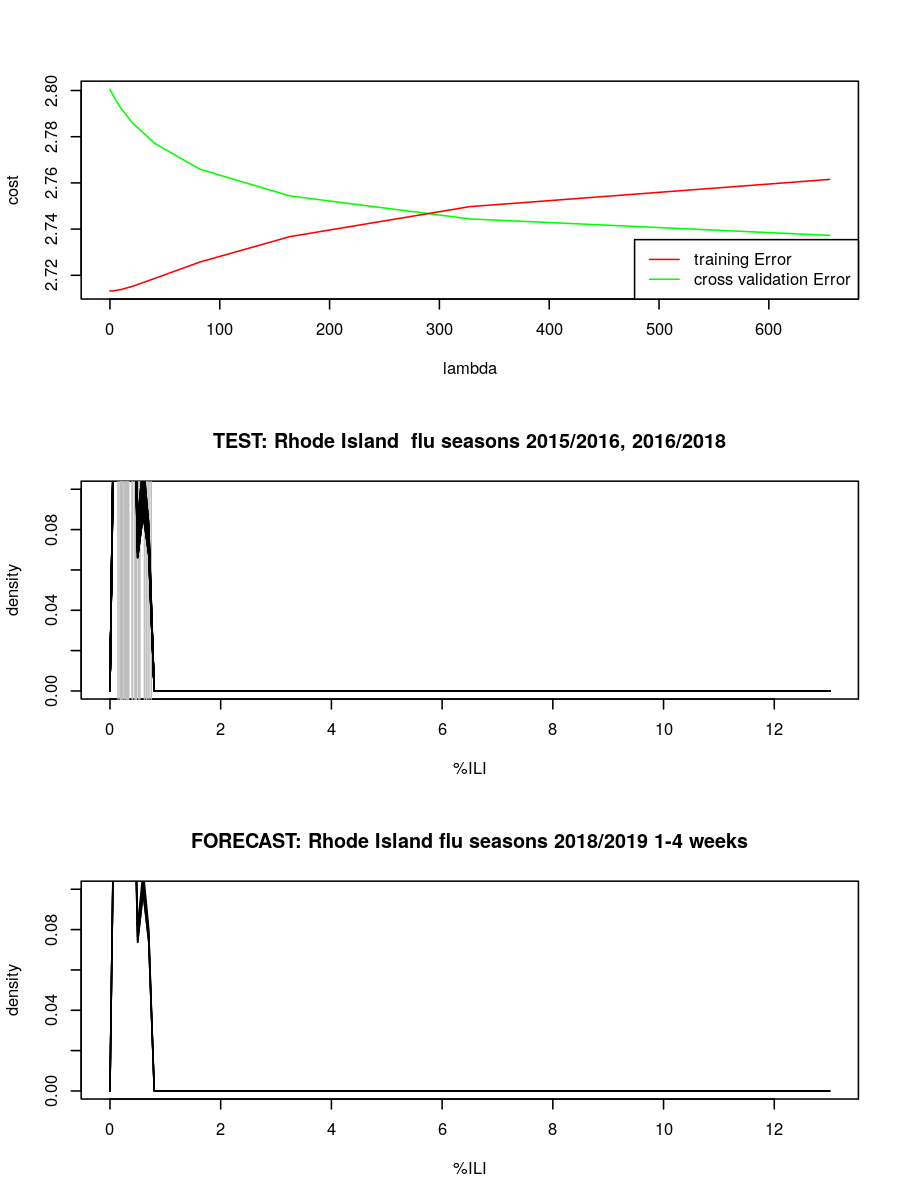 2.80
2.78
2.76
2.74
2.72
cost
training Error
cross validation Error
0 100 200 300 400 500 600
lambda
TEST: Rhode Island  flu seasons 2015/2016, 2016/2018
0.08
0.04
0.00
density
0 2 4 6 8 10 12
%ILI
FORECAST: Rhode Island flu seasons 2018/2019 1-4 weeks
0.08
0.04
0.00
density
0 2 4 6 8 10 12
%ILI